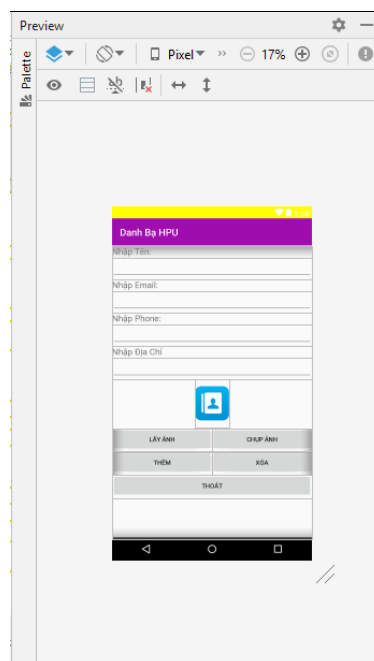 Preview
Palette
Pixel
17%
Danh Bạ HPU
Nhập Tên:
Nhập Email:
Nhập Phone:
Nhập Địa Chỉ
LẤY ẢNH
CHỤP ẢNH
THÊM
XÓA
THOÁT